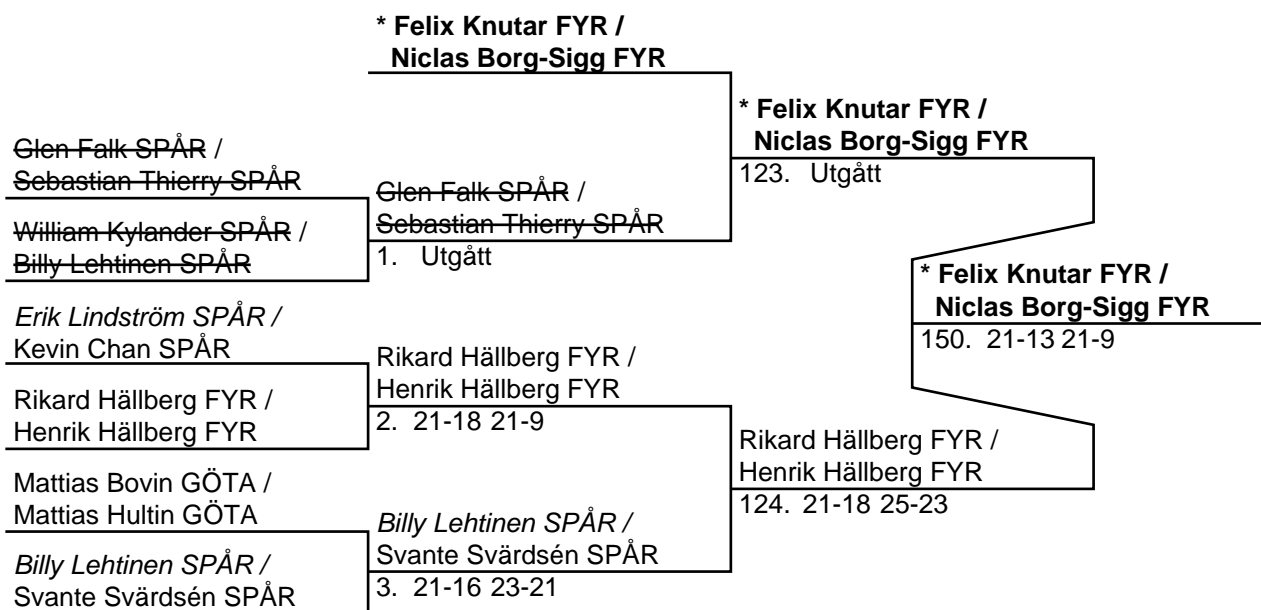 * Felix Knutar FYR /
Niclas Borg-Sigg FYR
* Felix Knutar FYR /
Niclas Borg-Sigg FYR
123. Utgått
Glen Falk SPÅR /
Sebastian Thierry SPÅR
William Kylander SPÅR /
Billy Lehtinen SPÅR
Glen Falk SPÅR /
Sebastian Thierry SPÅR
1. Utgått
* Felix Knutar FYR /
Niclas Borg-Sigg FYR
150. 21-13 21-9
Erik Lindström SPÅR /
Kevin Chan SPÅR
Rikard Hällberg FYR /
Henrik Hällberg FYR
Rikard Hällberg FYR /
Henrik Hällberg FYR
2. 21-18 21-9
Rikard Hällberg FYR /
Henrik Hällberg FYR
124. 21-18 25-23
Mattias Bovin GÖTA /
Mattias Hultin GÖTA
Billy Lehtinen SPÅR /
Svante Svärdsén SPÅR
Billy Lehtinen SPÅR /
Svante Svärdsén SPÅR
3. 21-16 23-21